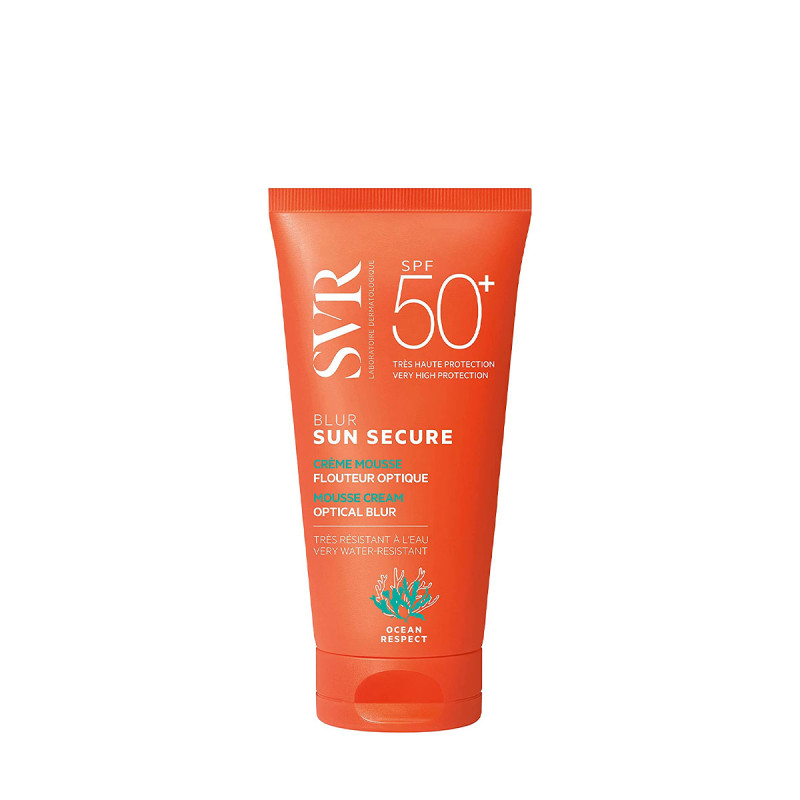 SVR
LABORATOIRE DERMATOLOGIQUE
SPF
50+
TRÈS HAUTE PROTECTION
VERY HIGH PROTECTION
BLUR
SUN SECURE
CRÈME MOUSSE
FLOUTEUR OPTIQUE
MOUSSE CREAM
OPTICAL BLUR
TRÈS RÉSISTANT À L'EAU
VERY WATER-RESISTANT
OCEAN
RESPECT